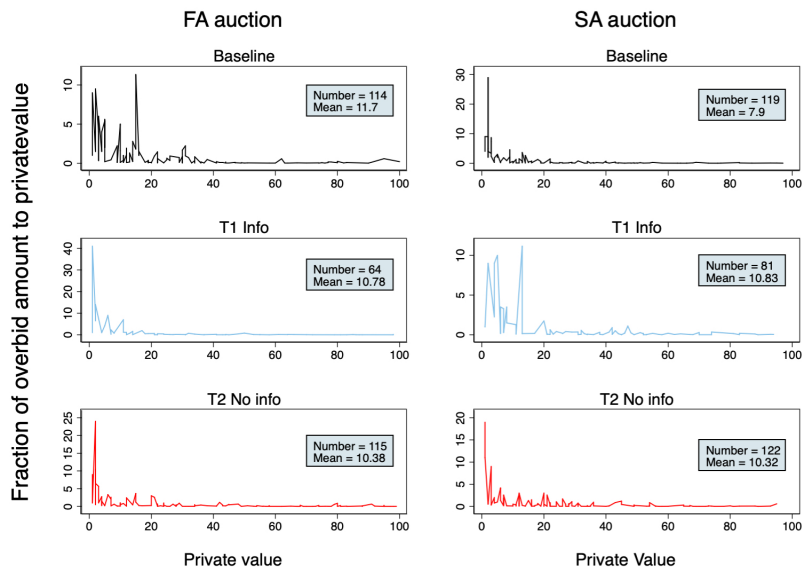 FA auction
SA auction
Fraction of overbid amount to privatevalue
Baseline
0 5 10
Number = 114
Mean = 11.7
0 20 40 60 80 100
Baseline
0 10 20 30
Number = 119
Mean = 7.9
0 20 40 60 80 100
T1 Info
0 10 20 30 40
Number = 64
Mean = 10.78
0 20 40 60 80 100
T1 Info
0 5 10
Number = 81
Mean = 10.83
0 20 40 60 80 100
T2 No info
0 5 10 15 20 25
Number = 115
Mean = 10.38
0 20 40 60 80 100
Private value
T2 No info
0 5 10 15 20
Number = 122
Mean = 10.32
0 20 40 60 80 100
Private Value